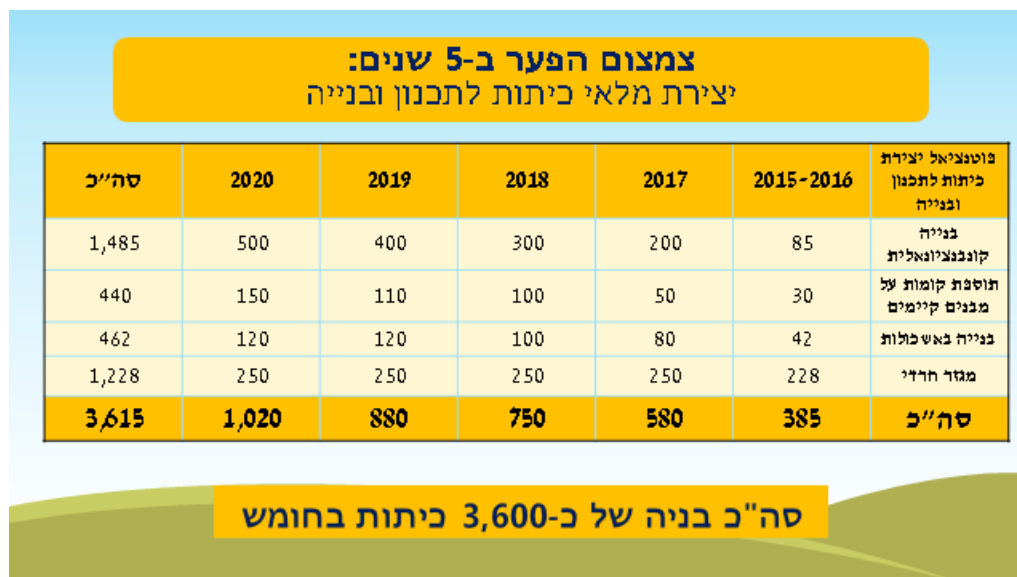 צמצום הפער ב-5 שנים:
יצירת מלאי כיתות לתכנון ובנייה
פוטנציאל יצירת כיתות לתכנון ובנייה 2015-2016 2017 2018 2019 2020 סה״כ
בנייה קונבנציונאלית 85 200 300 400 500 1,485
תוספת קומות על מבנים קיימים 30 50 100 110 150 440
בנייה באשכולות 42 80 100 120 120 462
מגזר חרדי 228 250 250 250 250 1,228
סה״כ 385 580 750 880 1,020 3,615
סה"כ בניה של כ-3,600 כיתות בחומש